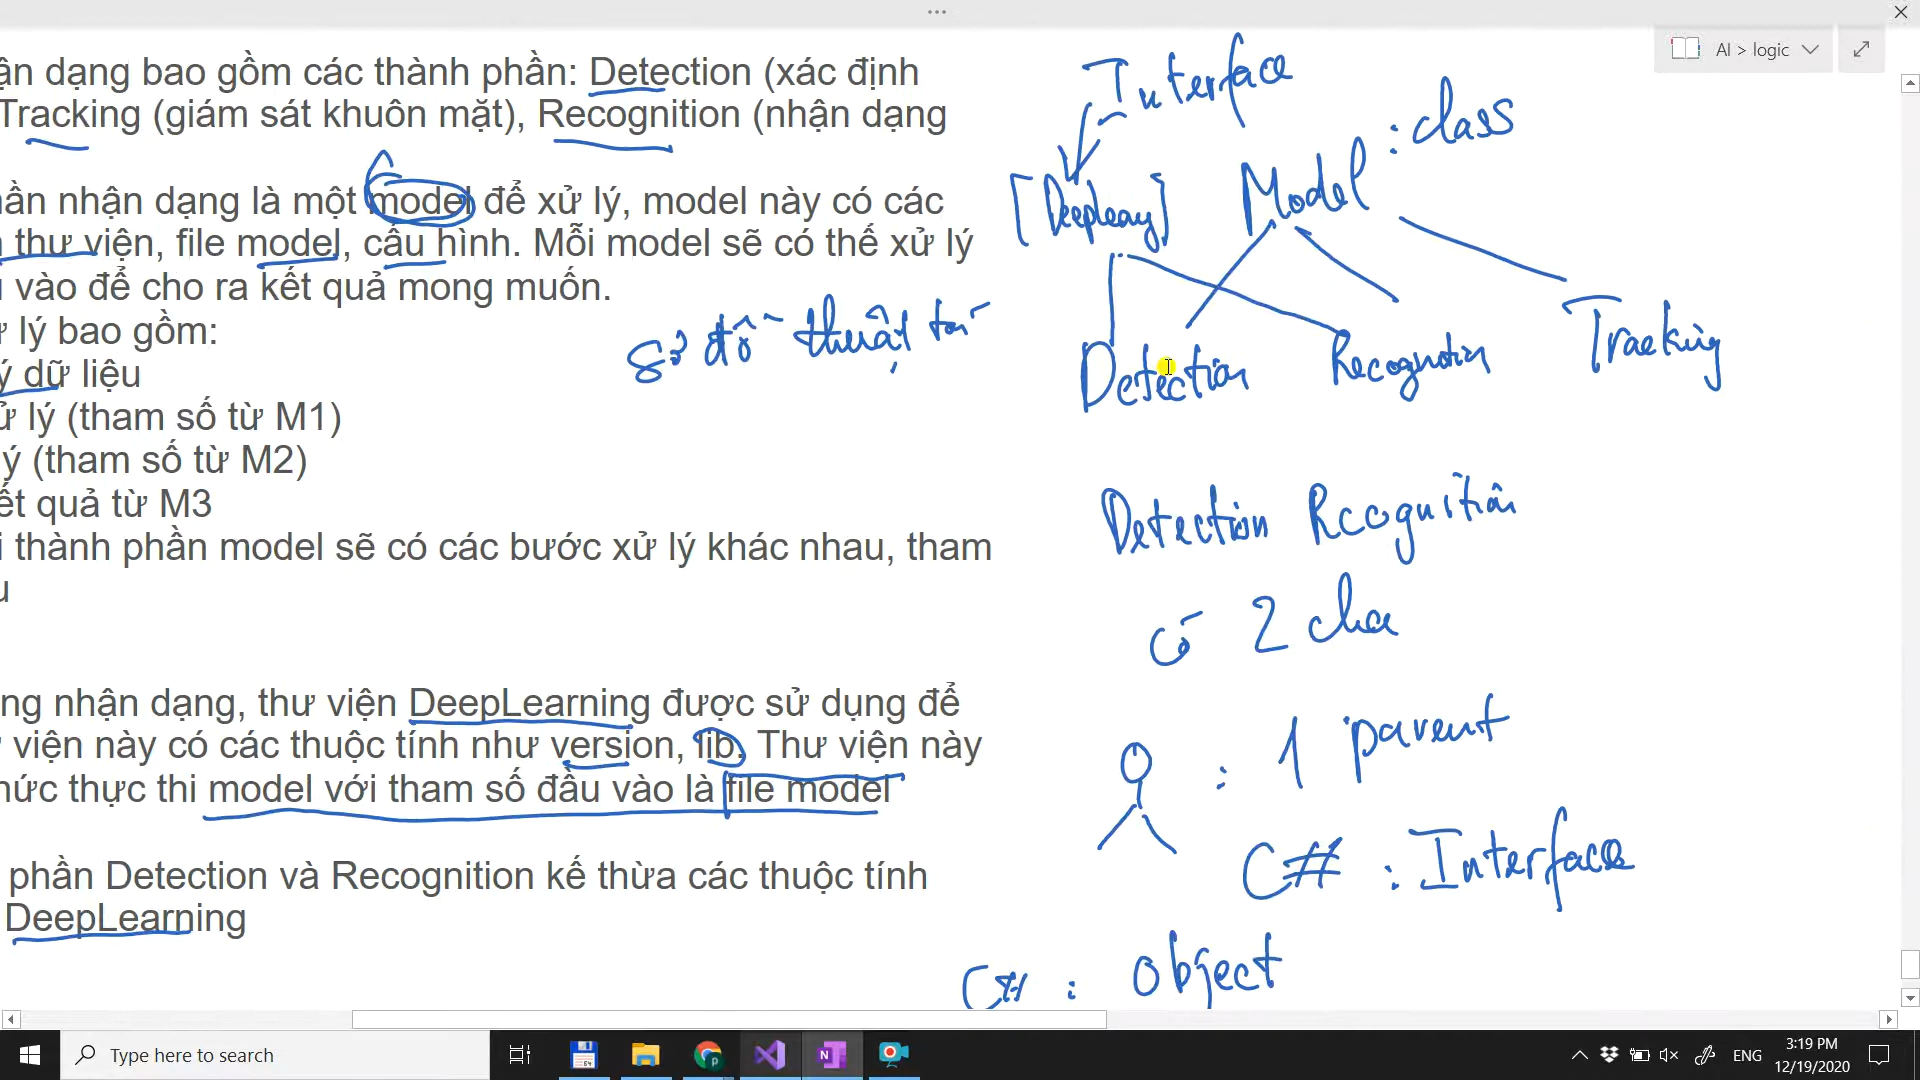 AI > logic
ận dạng bao gồm các thành phần: Detection (xác định
Tracking (giám sát khuôn mặt), Recognition (nhận dạng
ần nhận dạng là một model để xử lý, model này có các
thư viện, file model, cấu hình. Mỗi model sẽ có thể xử lý
vào để cho ra kết quả mong muốn.
lý bao gồm:
ý dữ liệu
ử lý (tham số từ M1)
ý (tham số từ M2)
ết quả từ M3
i thành phần model sẽ có các bước xử lý khác nhau, tham
u
ng nhận dạng, thư viện DeepLearning được sử dụng để
viện này có các thuộc tính như version, lib. Thư viện này
hức thực thi model với tham số đầu vào là file model
phần Detection và Recognition kế thừa các thuộc tính
DeepLearning
Interface
Model : class
Detection Recognition Tracking
Detection Recognition
có 2 cha
: 1 parent
C# : Interface
C# : object
Type here to search
ENG
3:19 PM
12/19/2020